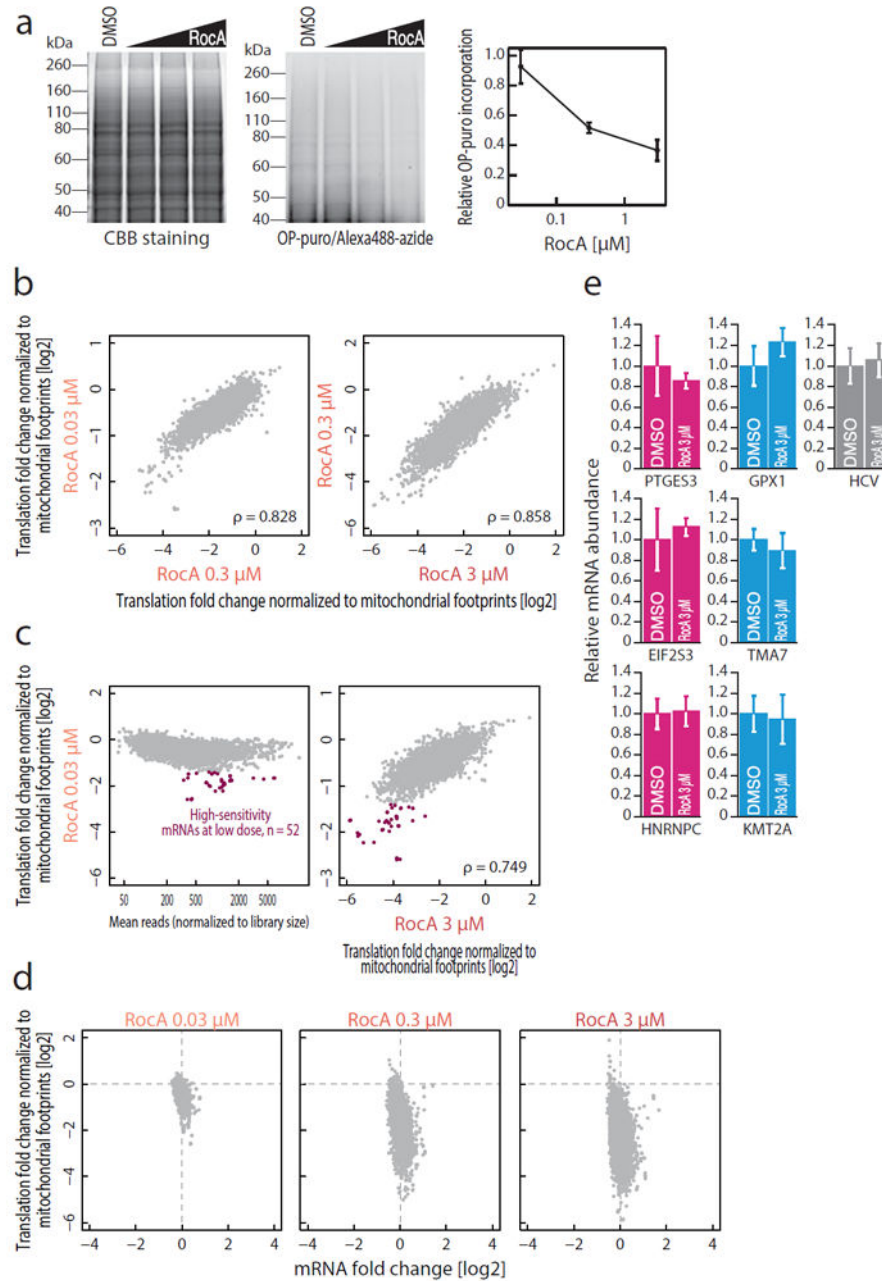 a
kDa
DMSO
RocA
260
160
110
80
60
50
40
CBB staining
kDa
DMSO
RocA
260
160
110
80
60
50
40
OP-puro/Alexa488-azide
Relative OP-puro incorporation
1.0
0.8
0.6
0.4
0.2
0
0.1 1
RocA [μM]
b
Translation fold change normalized to
mitochondrial footprints [log2]
RocA 0.03 μM
1
0
−1
−2
−3
ρ = 0.828
−6 −4 −2 0 2
RocA 0.3 μM
RocA 0.3 μM
2
0
−2
−4
−6
ρ = 0.858
−6 −4 −2 0 2
RocA 3 μM
Translation fold change normalized to mitochondrial footprints [log2]
c
Translation fold change normalized to
mitochondrial footprints [log2]
RocA 0.03 μM
2
0
−2
−4
−6
High-sensitivity
mRNAs at low dose, n = 52
50 200 500 2000 5000
Mean reads (normalized to library size)
1
0
−1
−2
−3
ρ = 0.749
−6 −4 −2 0 2
RocA 3 μM
Translation fold change normalized to
mitochondrial footprints [log2]
d
Translation fold change normalized to
mitochondrial footprints [log2]
RocA 0.03 μM
RocA 0.3 μM
RocA 3 μM
2
0
−2
−4
−6
−4 −2 0 2 4
−4 −2 0 2 4
−4 −2 0 2 4
mRNA fold change [log2]
e
Relative mRNA abundance
1.4
1.2
1.0
0.8
0.6
0.4
0.2
0
DMSO
RocA 3 μM
PTGES3
1.4
1.2
1.0
0.8
0.6
0.4
0.2
0
DMSO
RocA 3 μM
GPX1
1.4
1.2
1.0
0.8
0.6
0.4
0.2
0
DMSO
RocA 3 μM
HCV
1.4
1.2
1.0
0.8
0.6
0.4
0.2
0
DMSO
RocA 3 μM
EIF2S3
1.4
1.2
1.0
0.8
0.6
0.4
0.2
0
DMSO
RocA 3 μM
TMA7
1.4
1.2
1.0
0.8
0.6
0.4
0.2
0
DMSO
RocA 3 μM
HNRNPC
1.4
1.2
1.0
0.8
0.6
0.4
0.2
0
DMSO
RocA 3 μM
KMT2A